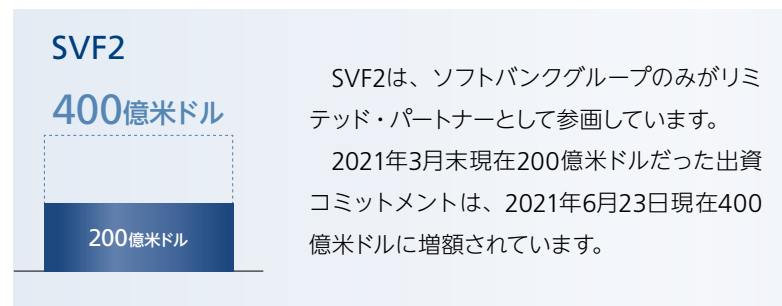 SVF2
400億米ドル
200億米ドル
SVF2は、ソフトバンクグループのみがリミ
テッド・パートナーとして参画しています。
2021年3月末現在200億米ドルだった出資
コミットメントは、2021年6月23日現在400
億米ドルに増額されています。